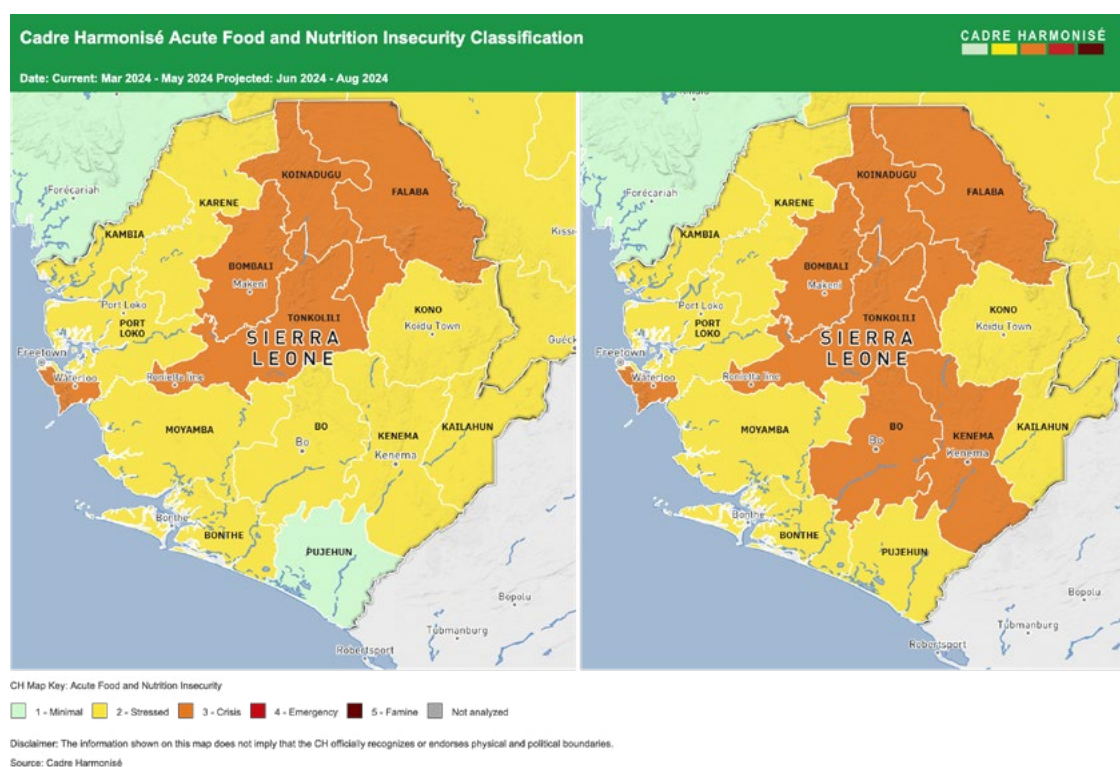 Cadre Harmonisé Acute Food and Nutrition Insecurity Classification
CADRE HARMONISÉ
Date: Current: Mar 2024 - May 2024 Projected: Jun 2024 - Aug 2024
Forécariah
KOINADUGU
FALABA
KARENE
KAMBIA
Kissi
BOMBALI
Makeni
Port Loko
PORT
LOKO
TONKOLILI
KONO
Koidu Town
SIERRA
LEONE
Freetown
Guéck
Waterloo
Ronietta line
MOYAMBA
BO
Bo
KENEMA
Kenema
KAILAHUN
Bonthe
BONTHE
PUJEHUN
Bopolu
Tubmanburg
Robertsport
Forécariah
KOINADUGU
FALABA
KARENE
KAMBIA
BOMBALI
Makeni
Port Loko
PORT
LOKO
TONKOLILI
KONO
Koidu Town
SIERRA
LEONE
Freetown
Waterloo
Ronietta line
MOYAMBA
BO
Bo
KENEMA
Kenema
KAILAHUN
Bonthe
BONTHE
PUJEHUN
Bopolu
Tubmanburg
Robertsport
CH Map Key: Acute Food and Nutrition Insecurity
1 - Minimal 2 - Stressed 3 - Crisis 4 - Emergency 5 - Famine Not analyzed
Disclaimer: The information shown on this map does not imply that the CH officially recognizes or endorses physical and political boundaries.
Source: Cadre Harmonisé